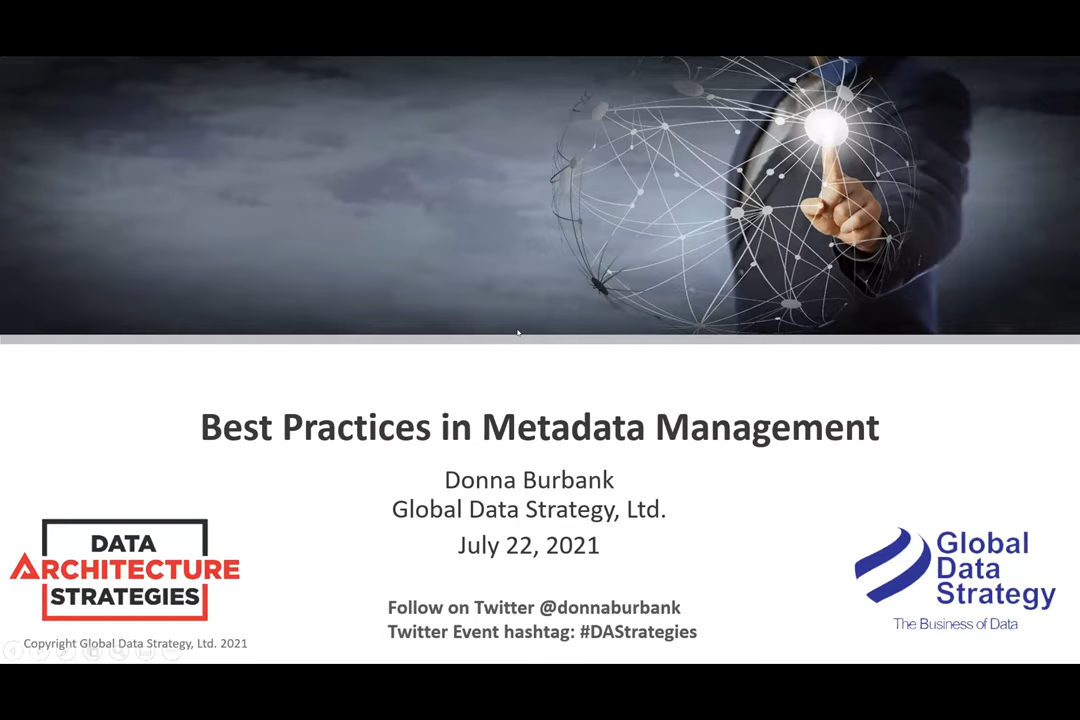 Best Practices in Metadata Management
Donna Burbank
Global Data Strategy, Ltd.
July 22, 2021
DATA
ARCHITECTURE
STRATEGIES
Global
Data
Strategy
The Business of Data
Follow on Twitter @donnaburbank
Twitter Event hashtag: #DAStrategies
Copyright Global Data Strategy, Ltd. 2021